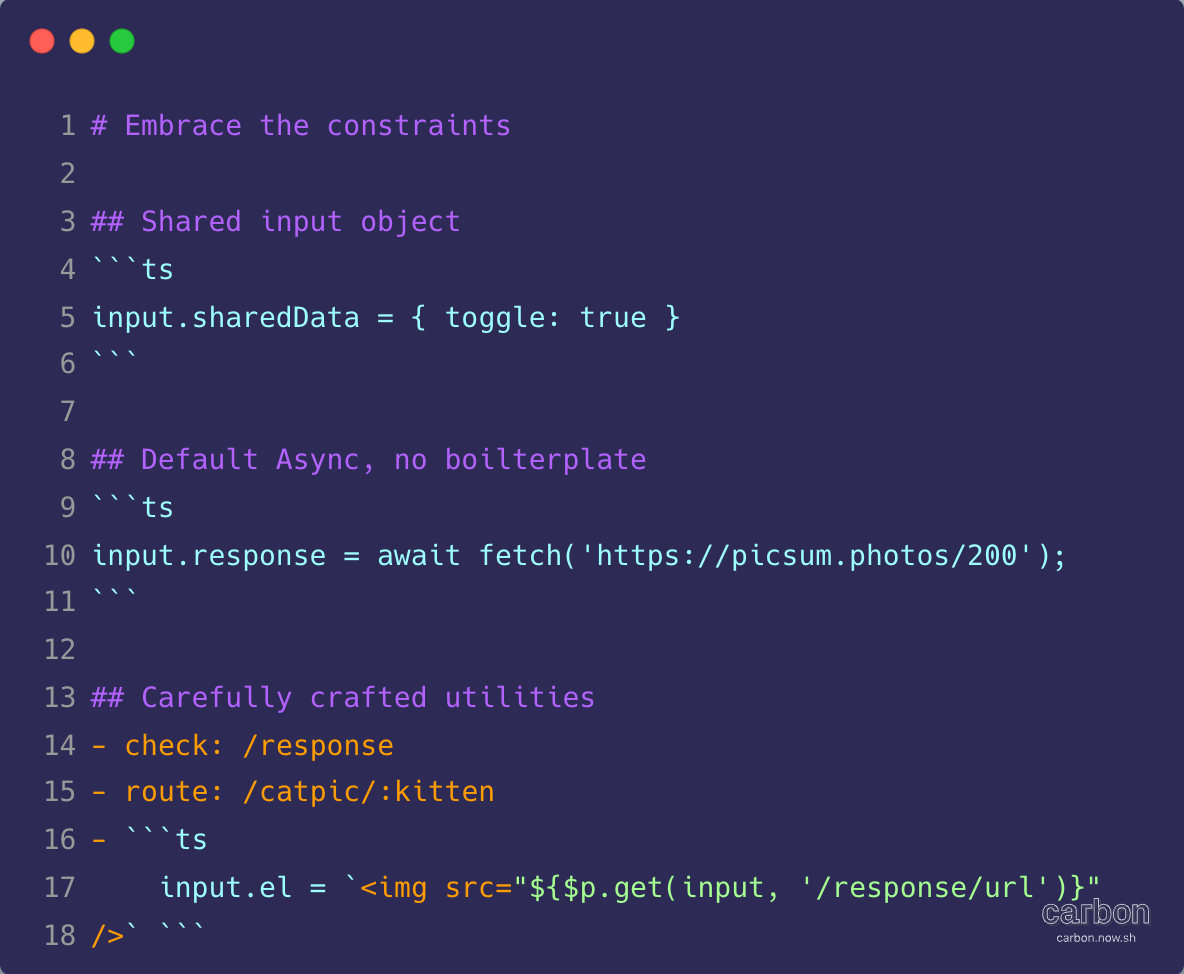 1 # Embrace the constraints
2
3 ## Shared input object
4 ```ts
5 input.sharedData = { toggle: true }
6 ```
7
8 ## Default Async, no boilterplate
9 ```ts
10 input.response = await fetch('https://picsum.photos/200');
11 ```
12
13 ## Carefully crafted utilities
14 - check: /response
15 - route: /catpic/:kitten
16 - ```ts
17     input.el = `<img src="${$p.get(input, '/response/url')}"
18 />` ```
carbon
carbon.now.sh